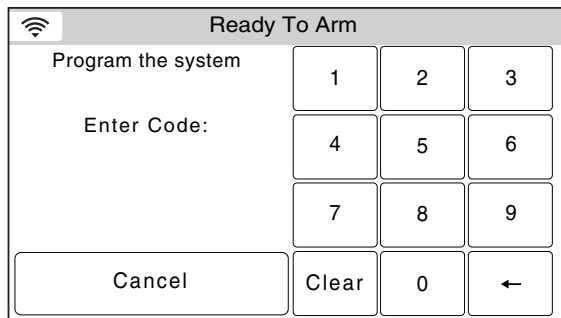 Ready To Arm
Program the system
Enter Code:
1 2 3
4 5 6
7 8 9
Cancel Clear 0 ←